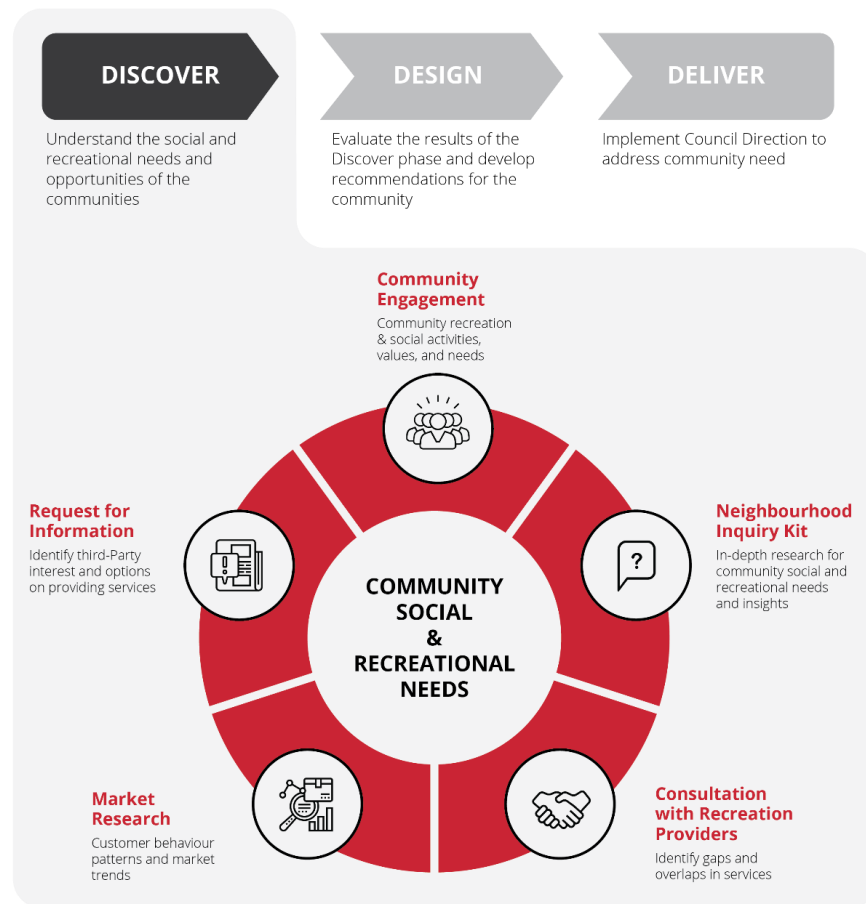 DISCOVER
DESIGN
DELIVER
Understand the social and
recreational needs and
opportunities of the
communities
Evaluate the results of the
Discover phase and develop
recommendations for the
community
Implement Council Direction to
address community need
Community
Engagement
Community recreation
& social activities,
values, and needs
Request for
Information
Identify third-Party
interest and options
on providing services
!
?
Neighbourhood
Inquiry Kit
In-depth research for
community social and
recreational needs
and insights
COMMUNITY
SOCIAL
&
RECREATIONAL
NEEDS
Market
Research
Customer behaviour
patterns and market
trends
Consultation
with Recreation
Providers
Identify gaps and
overlaps in services